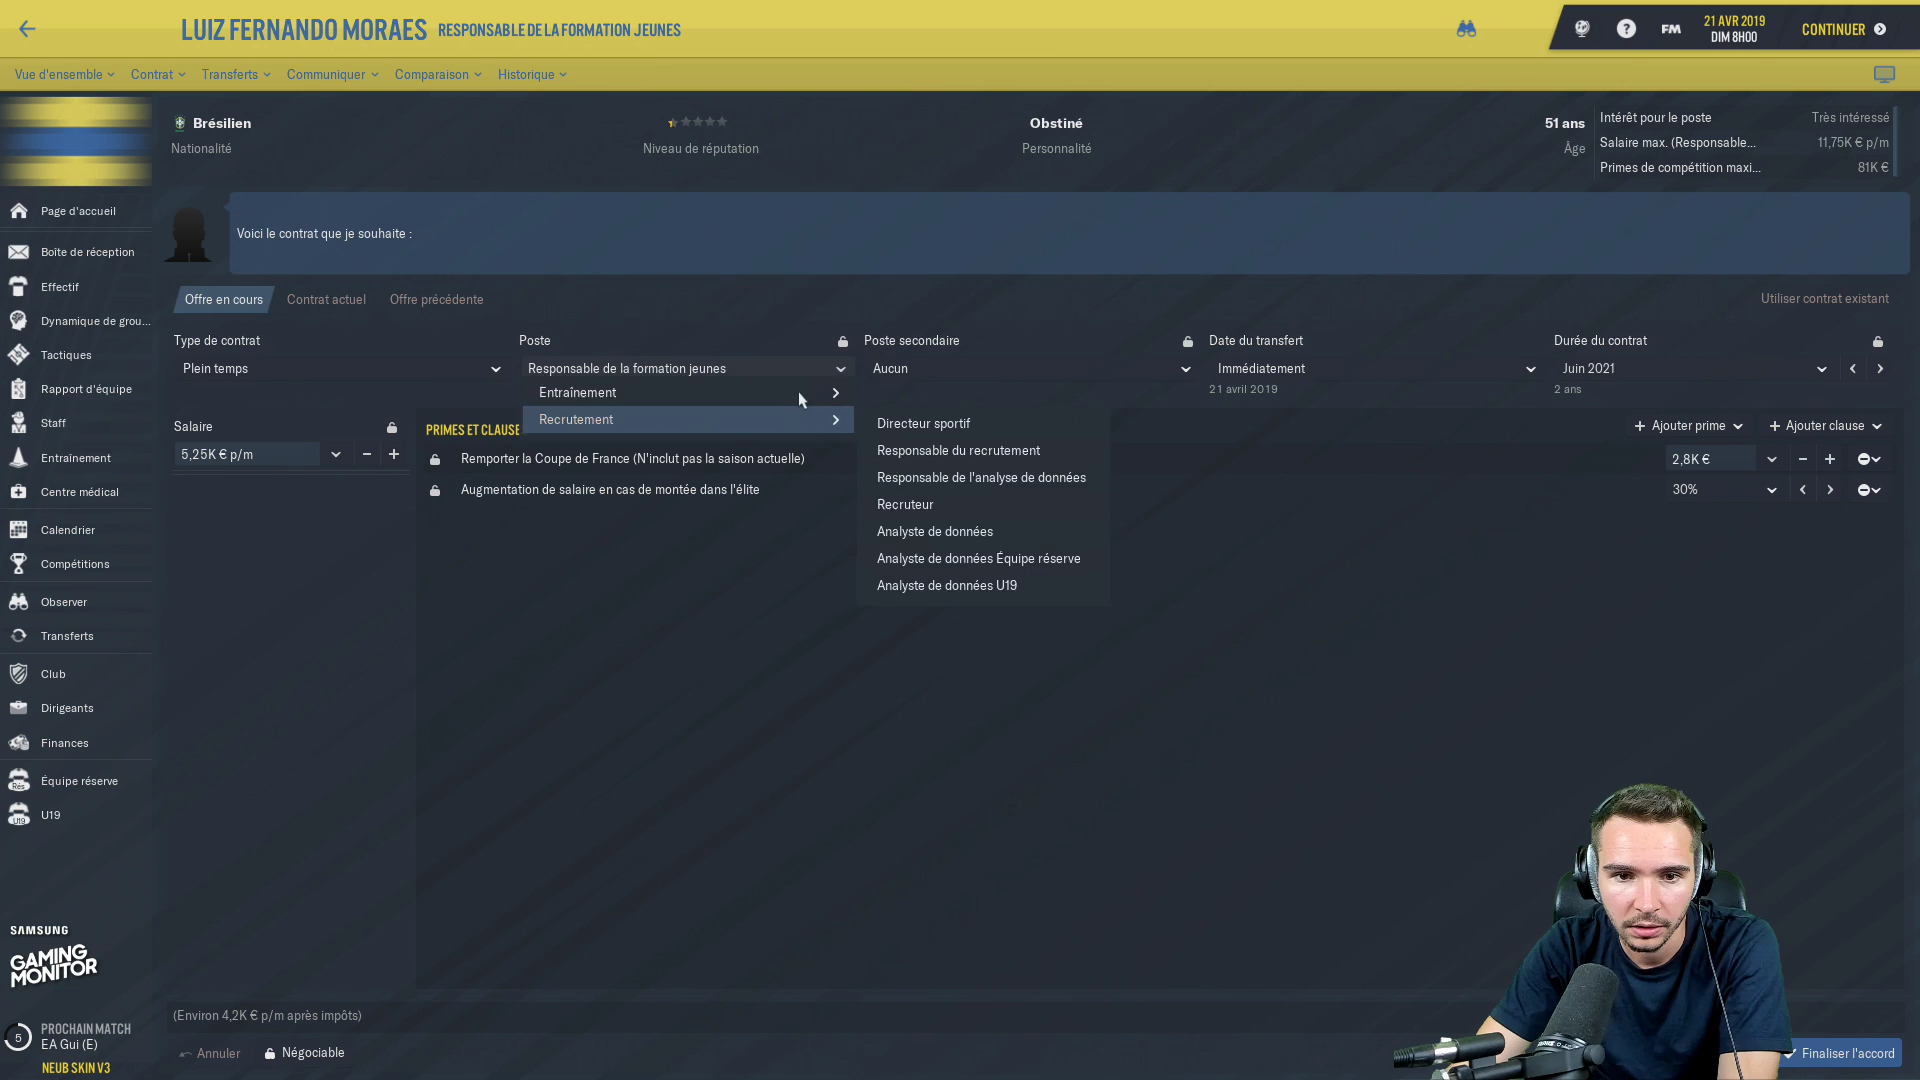 LUIZ FERNANDO MORAES RESPONSABLE DE LA FORMATION JEUNES
? FM 21 AVR 2019
DIM 8H00
CONTINUER
Vue d'ensemble Contrat Transferts Communiquer Comparaison Historique
Brésilien
Nationalité
Niveau de réputation
Obstiné
Personnalité
51 ans
Âge
Intérêt pour le poste Très intéressé
Salaire max. (Responsable... 11,75K € p/m
Primes de compétition maxi... 81K €
Page d'accueil
Boîte de réception
Effectif
Dynamique de grou...
Tactiques
Rapport d'équipe
Staff
Entraînement
Centre médical
Calendrier
Compétitions
Observer
Transferts
Club
Dirigeants
Finances
Rés
Équipe réserve
U19
U19
Voici le contrat que je souhaite :
Offre en cours Contrat actuel Offre précédente Utiliser contrat existant
Type de contrat
Plein temps
Poste
Responsable de la formation jeunes
Entraînement
Recrutement
Poste secondaire
Aucun
Date du transfert
Immédiatement
21 avril 2019
Durée du contrat
Juin 2021
2 ans
Directeur sportif
Responsable du recrutement
Responsable de l'analyse de données
Recruteur
Analyste de données
Analyste de données Équipe réserve
Analyste de données U19
Salaire
5,25K € p/m
PRIMES ET CLAUSE
Ajouter prime Ajouter clause
Remporter la Coupe de France (N'inclut pas la saison actuelle) 2,8K €
Augmentation de salaire en cas de montée dans l'élite 30%
SAMSUNG
GAMING
MONITOR
5
PROCHAIN MATCH
EA Gui (E)
NEUB SKIN V3
(Environ 4,2K € p/m après impôts)
Annuler Négociable Finaliser l'accord